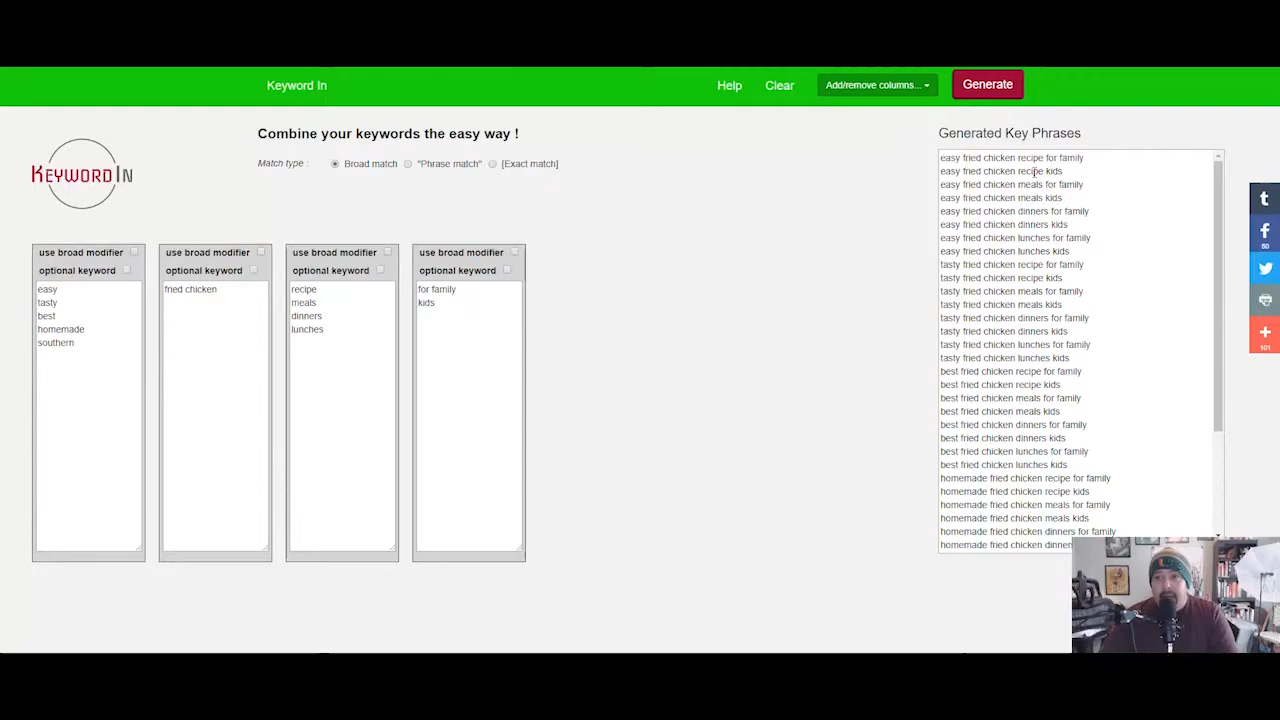 Keyword In
Help
Clear
Add/remove columns...
Generate
KEYWORDIN
Combine your keywords the easy way !
Match type :
Broad match
"Phrase match"
[Exact match]
use broad modifier
optional keyword
easy
tasty
best
homemade
southern
use broad modifier
optional keyword
fried chicken
use broad modifier
optional keyword
recipe
meals
dinners
lunches
use broad modifier
optional keyword
for family
kids
Generated Key Phrases
easy fried chicken recipe for family
easy fried chicken recipe kids
easy fried chicken meals for family
easy fried chicken meals kids
easy fried chicken dinners for family
easy fried chicken dinners kids
easy fried chicken lunches for family
easy fried chicken lunches kids
tasty fried chicken recipe for family
tasty fried chicken recipe kids
tasty fried chicken meals for family
tasty fried chicken meals kids
tasty fried chicken dinners for family
tasty fried chicken dinners kids
tasty fried chicken lunches for family
tasty fried chicken lunches kids
best fried chicken recipe for family
best fried chicken recipe kids
best fried chicken meals for family
best fried chicken meals kids
best fried chicken dinners for family
best fried chicken dinners kids
best fried chicken lunches for family
best fried chicken lunches kids
homemade fried chicken recipe for family
homemade fried chicken recipe kids
homemade fried chicken meals for family
homemade fried chicken meals kids
homemade fried chicken dinners for family
homemade fried chicken dinner
50
101